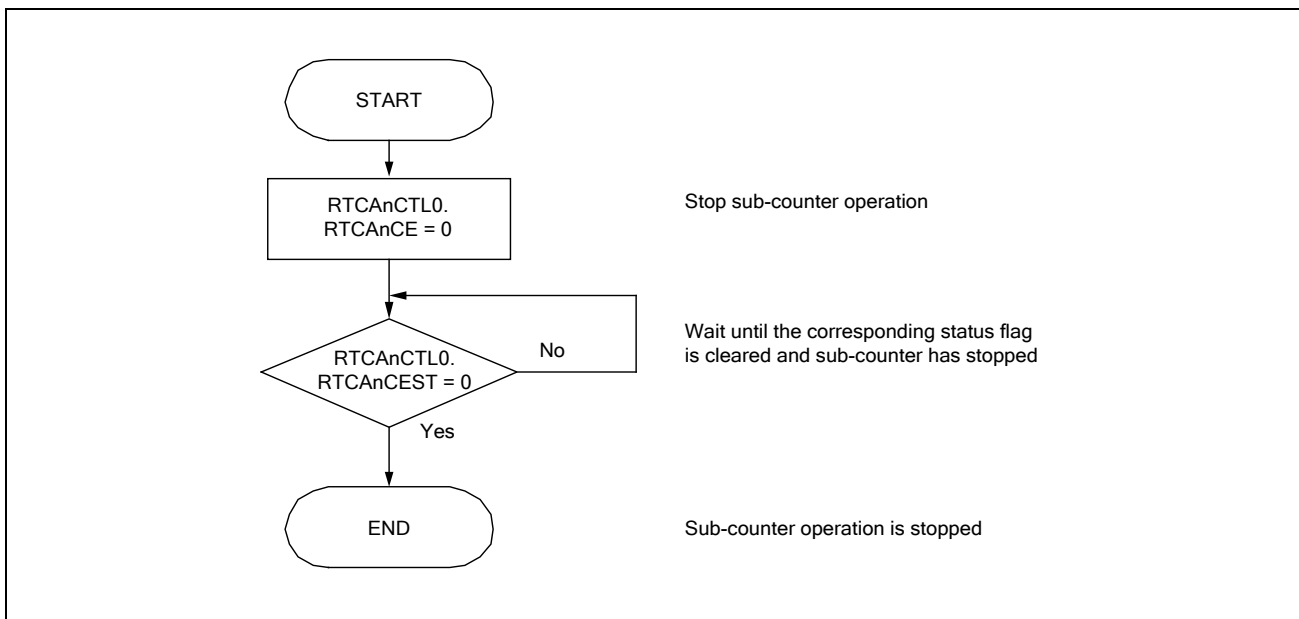 START
RTCAnCTL0.
RTCAnCE = 0
Stop sub-counter operation
RTCAnCTL0.
RTCAnCEST = 0
No
Wait until the corresponding status flag
is cleared and sub-counter has stopped
Yes
END
Sub-counter operation is stopped